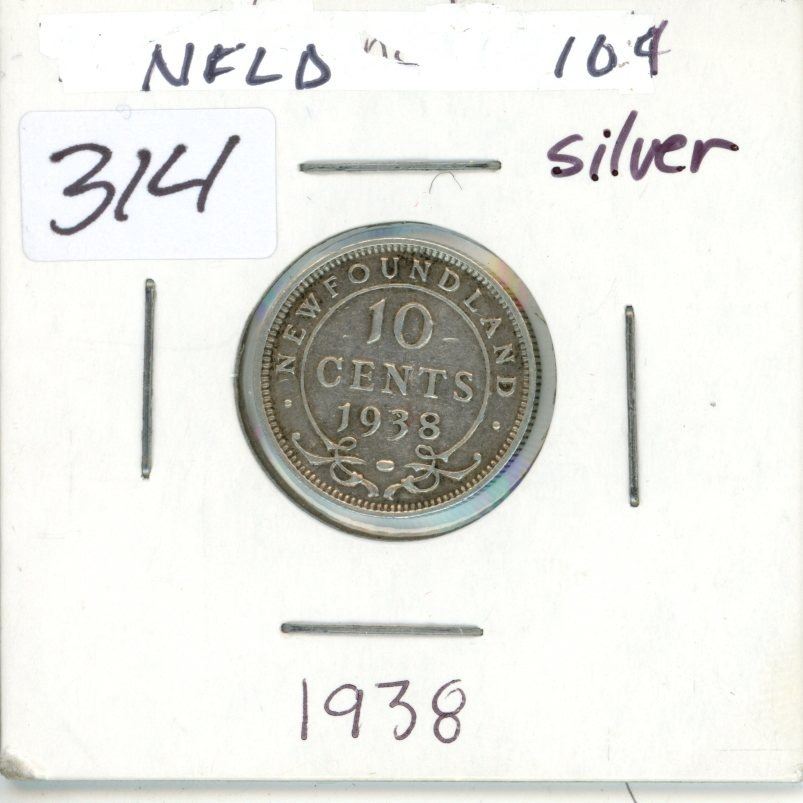 NFLD 10¢
314
silver
NEWFOUNDLAND
10
CENTS
1938
1938